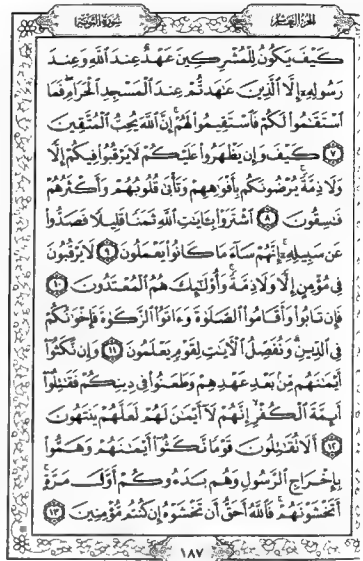 سورة التوبة
الجزء العاشر
كَيْفَ يَكُونُ لِلْمُشْرِكِينَ عَهْدٌ عِندَ ٱللَّهِ وَعِندَ
رَسُولِهِۦٓ إِلَّا ٱلَّذِينَ عَٰهَدتُّمْ عِندَ ٱلْمَسْجِدِ ٱلْحَرَامِ ۖ فَمَا
ٱسْتَقَٰمُوا۟ لَكُمْ فَٱسْتَقِيمُوا۟ لَهُمْ ۚ إِنَّ ٱللَّهَ يُحِبُّ ٱلْمُتَّقِينَ
٧ كَيْفَ وَإِن يَظْهَرُوا۟ عَلَيْكُمْ لَا يَرْقُبُوا۟ فِيكُمْ إِلًّا
وَلَا ذِمَّةً ۚ يُرْضُونَكُم بِأَفْوَٰهِهِمْ وَتَأْبَىٰ قُلُوبُهُمْ وَأَكْثَرُهُمْ
فَٰسِقُونَ ٨ ٱشْتَرَوْا۟ بِـَٔايَٰتِ ٱللَّهِ ثَمَنًا قَلِيلًا فَصَدُّوا۟
عَن سَبِيلِهِۦٓ ۚ إِنَّهُمْ سَآءَ مَا كَانُوا۟ يَعْمَلُونَ ٩ لَا يَرْقُبُونَ
فِى مُؤْمِنٍ إِلًّا وَلَا ذِمَّةً ۚ وَأُو۟لَٰٓئِكَ هُمُ ٱلْمُعْتَدُونَ ١٠
فَإِن تَابُوا۟ وَأَقَامُوا۟ ٱلصَّلَوٰةَ وَءَاتَوُا۟ ٱلزَّكَوٰةَ فَإِخْوَٰنُكُمْ
فِى ٱلدِّينِ ۗ وَنُفَصِّلُ ٱلْـَٔايَٰتِ لِقَوْمٍ يَعْلَمُونَ ١١ وَإِن نَّكَثُوٓا۟
أَيْمَٰنَهُم مِّنۢ بَعْدِ عَهْدِهِمْ وَطَعَنُوا۟ فِى دِينِكُمْ فَقَٰتِلُوٓا۟
أَئِمَّةَ ٱلْكُفْرِ ۙ إِنَّهُمْ لَآ أَيْمَٰنَ لَهُمْ لَعَلَّهُمْ يَنتَهُونَ
١٢ أَلَا تُقَٰتِلُونَ قَوْمًا نَّكَثُوٓا۟ أَيْمَٰنَهُمْ وَهَمُّوا۟
بِإِخْرَاجِ ٱلرَّسُولِ وَهُم بَدَءُوكُمْ أَوَّلَ مَرَّةٍ ۚ
أَتَخْشَوْنَهُمْ ۚ فَٱللَّهُ أَحَقُّ أَن تَخْشَوْهُ إِن كُنتُم مُّؤْمِنِينَ ١٣
١٨٧